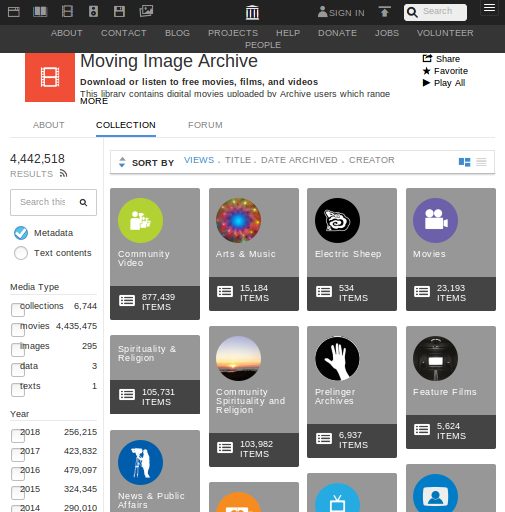 SIGN IN
Search
ABOUT CONTACT BLOG PROJECTS HELP DONATE JOBS VOLUNTEER
PEOPLE
Moving Image Archive
Download or listen to free movies, films, and videos
This library contains digital movies uploaded by Archive users which range
MORE
Share
Favorite
Play All
ABOUT COLLECTION FORUM
4,442,518
RESULTS
Search this
Metadata
Text contents
Media Type
collections 6,744
movies 4,435,475
images 295
data 3
texts 1
Year
2018 256,215
2017 423,832
2016 479,097
2015 324,345
2014 290,010
SORT BY VIEWS . TITLE . DATE ARCHIVED . CREATOR
Community
Video
877,439
ITEMS
Arts & Music
15,184
ITEMS
Electric Sheep
534
ITEMS
Movies
23,193
ITEMS
Spirituality &
Religion
105,731
ITEMS
Community
Spirituality and
Religion
103,982
ITEMS
Prelinger
Archives
6,937
ITEMS
Feature Films
5,624
ITEMS
News & Public
Affairs